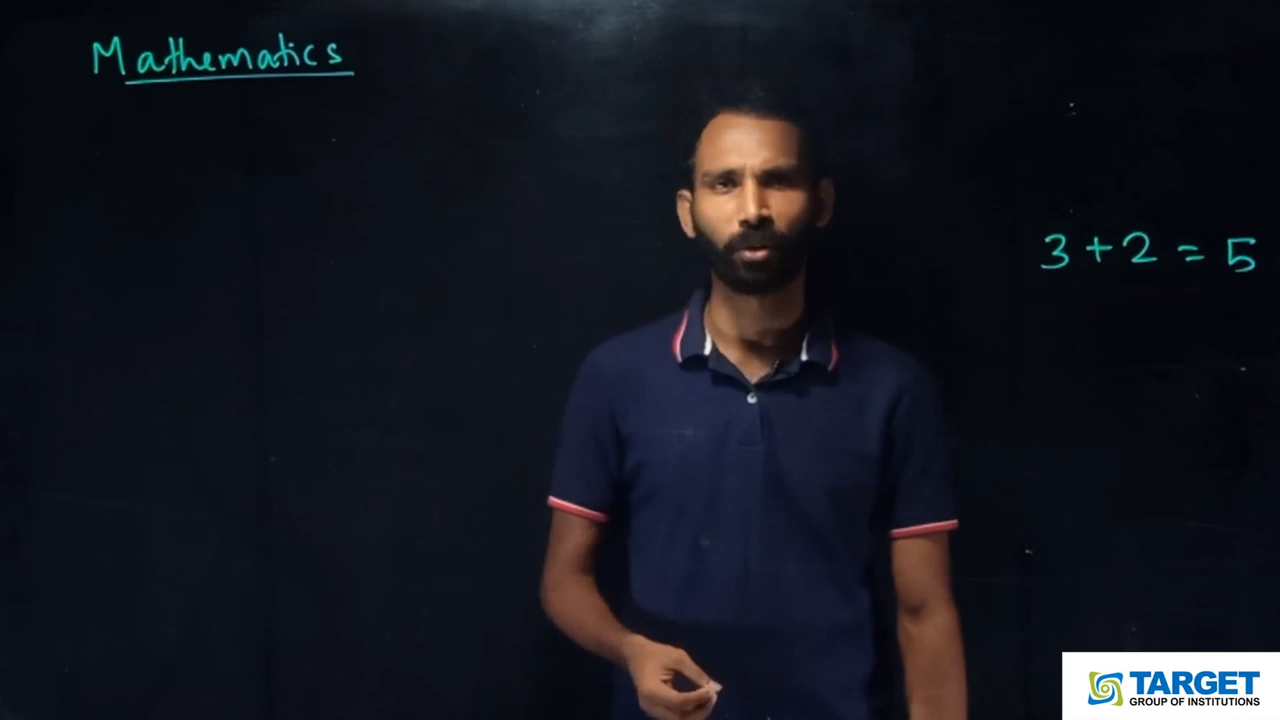 Mathematics
3 + 2 = 5
TARGET
GROUP OF INSTITUTIONS